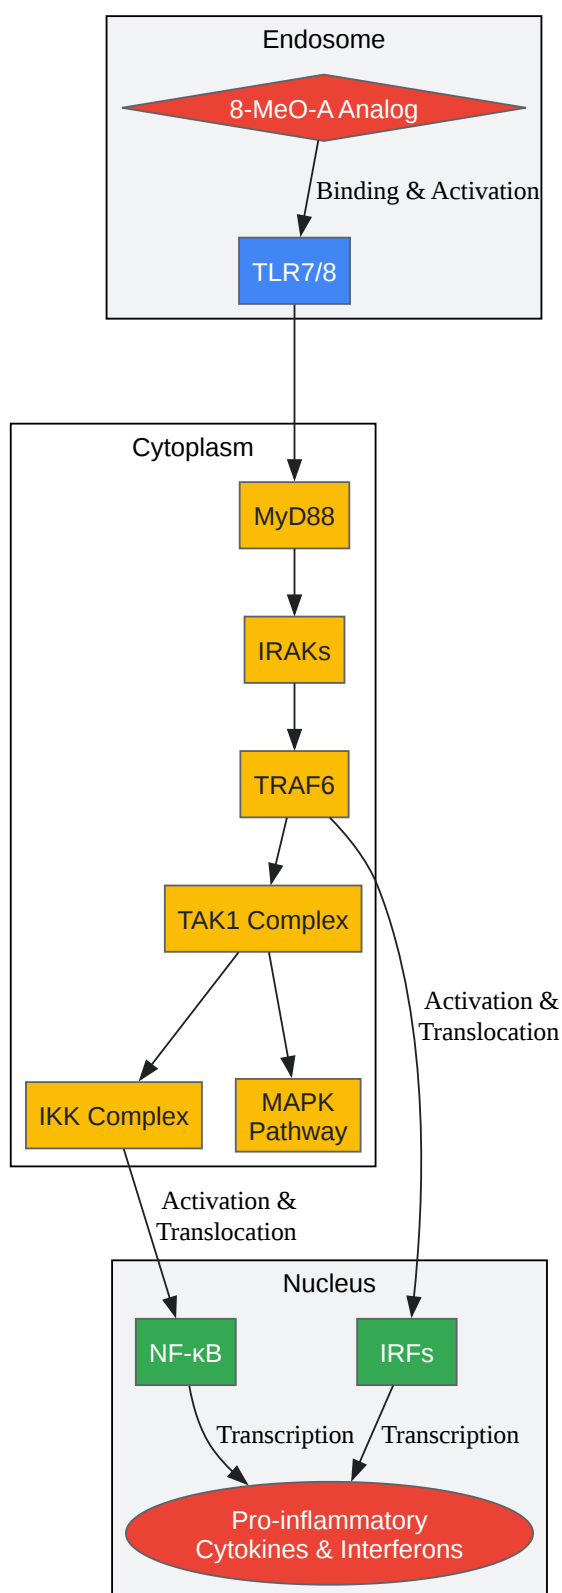 Endosome
8-MeO-A Analog
Binding & Activation
TLR7/8
Cytoplasm
MyD88
IRAKs
TRAF6
TAK1 Complex
Activation &
Translocation
IKK Complex
MAPK
Pathway
Activation &
Translocation
Nucleus
NF-κB
IRFs
Transcription
Transcription
Pro-inflammatory
Cytokines & Interferons